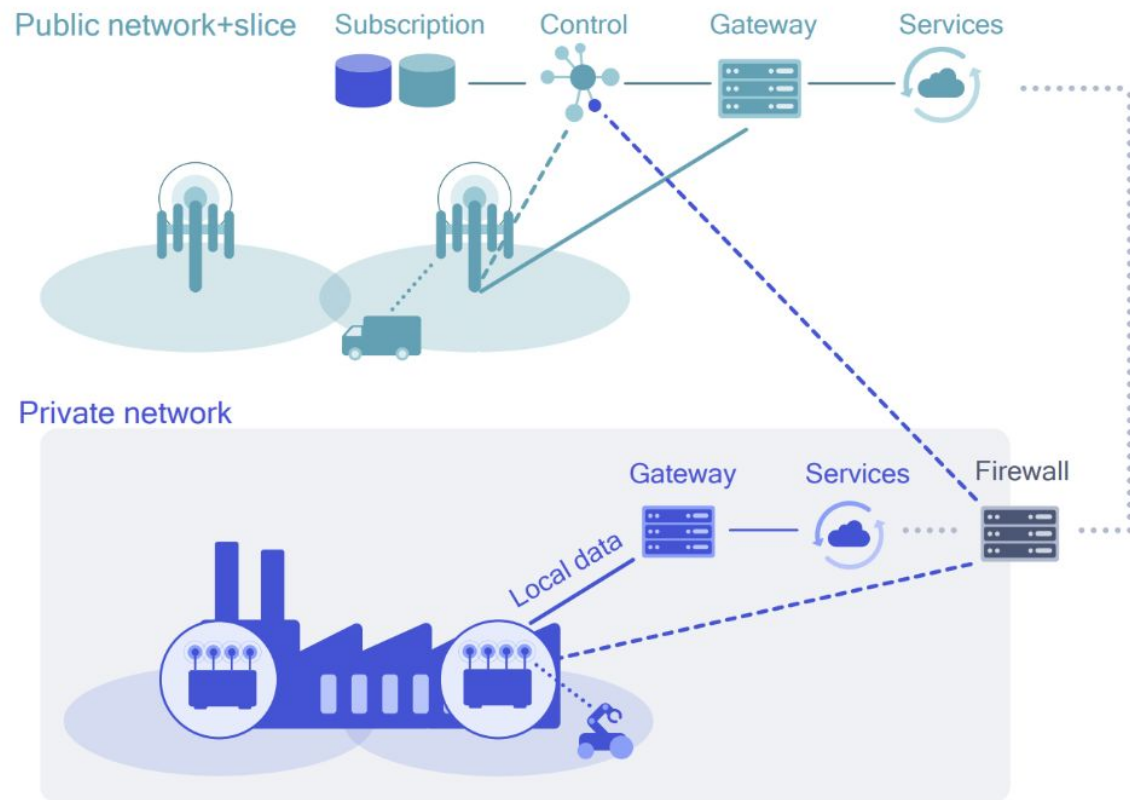 Public network+slice
Subscription
Control
Gateway
Services
Private network
Gateway
Services
Firewall
Local data